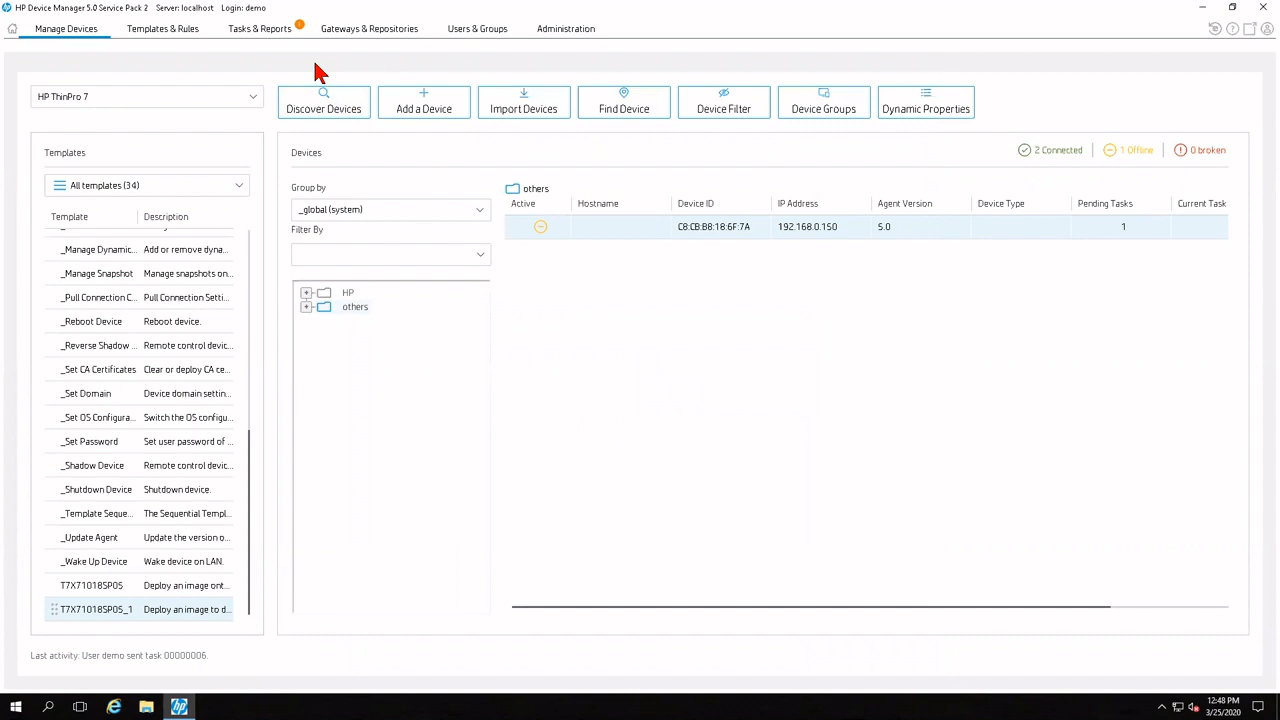 HP Device Manager 5.0 Service Pack 2 Server: localhost Login: demo
Manage Devices
Templates & Rules
Tasks & Reports
Gateways & Repositories
Users & Groups
Administration
HP ThinPro 7
Discover Devices
Add a Device
Import Devices
Find Device
Device Filter
Device Groups
Dynamic Properties
Templates
All templates (34)
Template Description
_Manage Dynamic... Add or remove dyna...
_Manage Snapshot Manage snapshots on...
_Pull Connection C... Pull Connection Setti...
_Reboot Device Reboot device.
_Reverse Shadow ... Remote control devic...
_Set CA Certificates Clear or deploy CA ce...
_Set Domain Device domain settin...
_Set OS Configura... Switch the OS configu...
_Set Password Set user password of ...
_Shadow Device Remote control devic...
_Shutdown Device Shutdown device.
_Template Seque... The Sequential Templ...
_Update Agent Update the version o...
_Wake Up Device Wake device on LAN.
T7X71018SP05 Deploy an image ont...
T7X71018SP05_1 Deploy an image to d...
Devices
2 Connected
1 Offline
0 broken
Group by
_global (system)
Filter By
HP
others
others
Active Hostname Device ID IP Address Agent Version Device Type Pending Tasks Current Task
C8:CB:B8:18:6F:7A 192.168.0.150 5.0 1
Last activity: User demo sent task 00000006.
12:48 PM
3/25/2020